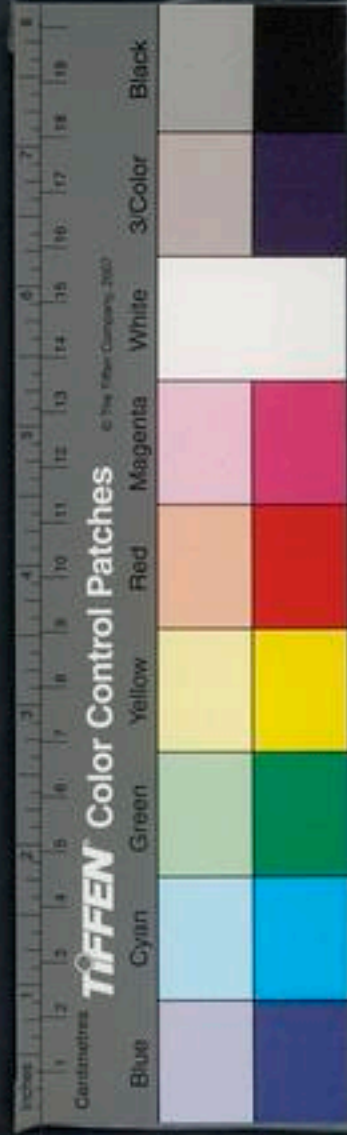 Inches 1 2 3 4 5 6 7 8
Centimetres 1 2 3 4 5 6 7 8 9 10 11 12 13 14 15 16 17 18 19
TIFFEN Color Control Patches © The Tiffen Company, 2007
Blue Cyan Green Yellow Red Magenta White 3/Color Black